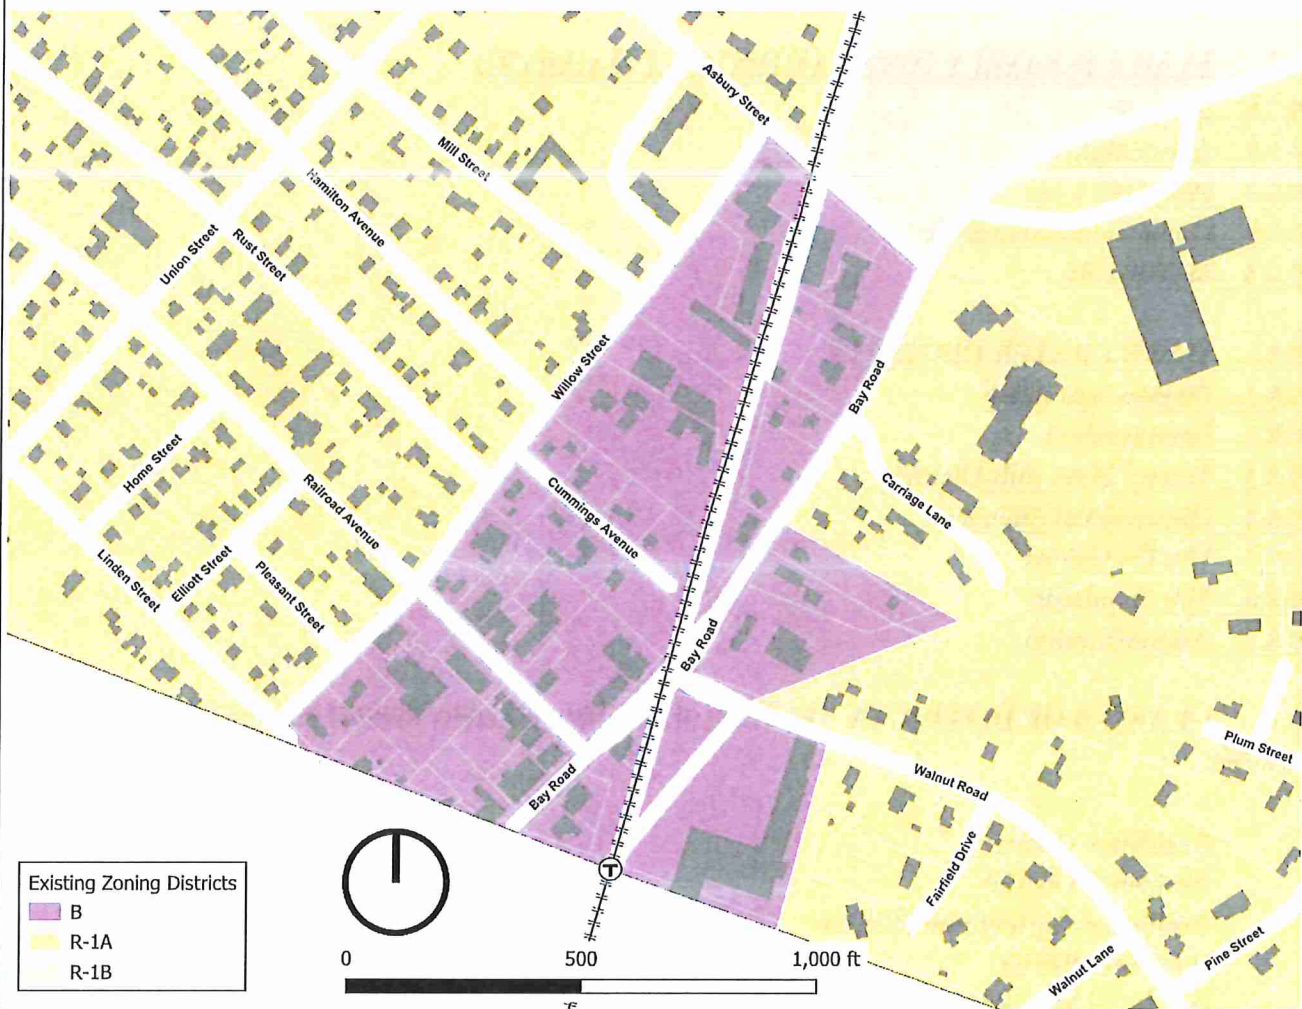 Asbury Street
Mill Street
Hamilton Avenue
Union Street
Rust Street
Willow Street
Bay Road
Home Street
Cummings Avenue
Carriage Lane
Railroad Avenue
Linden Street
Elliott Street
Pleasant Street
Bay Road
Plum Street
Bay Road
Walnut Road
Fairfield Drive
T
Walnut Lane
Pine Street
Existing Zoning Districts
B
R-1A
R-1B
0 500 1,000 ft